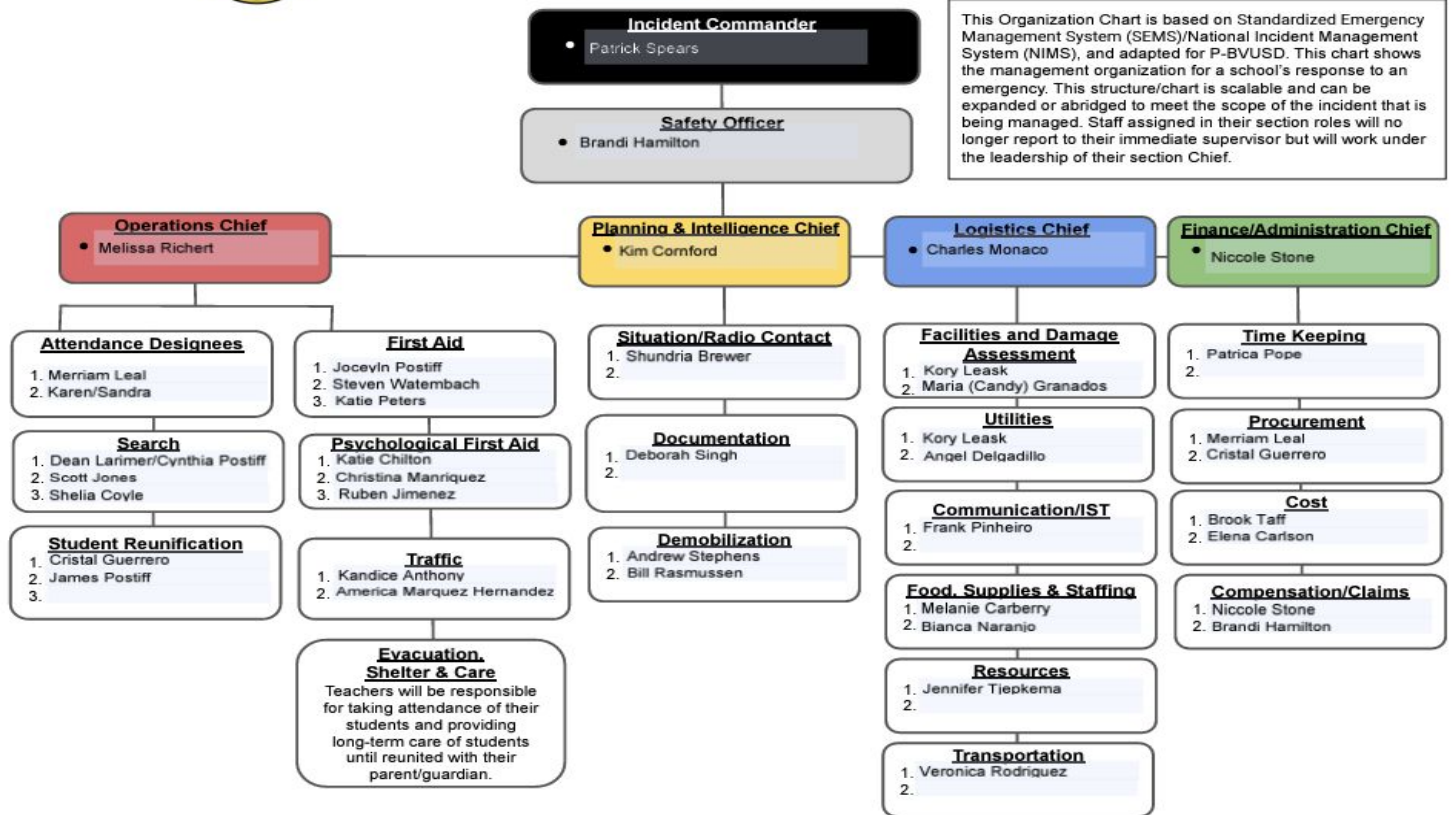 Incident Commander
• Patrick Spears
This Organization Chart is based on Standardized Emergency
Management System (SEMS)/National Incident Management
System (NIMS), and adapted for P-BVUSD. This chart shows
the management organization for a school's response to an
emergency. This structure/chart is scalable and can be
expanded or abridged to meet the scope of the incident that is
being managed. Staff assigned in their section roles will no
longer report to their immediate supervisor but will work under
the leadership of their section Chief.
Safety Officer
• Brandi Hamilton
Operations Chief
• Melissa Richert
Attendance Designees
1. Merriam Leal
2. Karen/Sandra
Search
1. Dean Larimer/Cynthia Postiff
2. Scott Jones
3. Shelia Coyle
Student Reunification
1. Cristal Guerrero
2. James Postiff
3.
First Aid
1. Joceyln Postiff
2. Steven Watembach
3. Katie Peters
Psychological First Aid
1. Katie Chilton
2. Christina Manriquez
3. Ruben Jimenez
Traffic
1. Kandice Anthony
2. America Marquez Hernandez
Evacuation,
Shelter & Care
Teachers will be responsible
for taking attendance of their
students and providing
long-term care of students
until reunited with their
parent/guardian.
Planning & Intelligence Chief
• Kim Cornford
Situation/Radio Contact
1. Shundria Brewer
2.
Documentation
1. Deborah Singh
2.
Demobilization
1. Andrew Stephens
2. Bill Rasmussen
Logistics Chief
• Charles Monaco
Facilities and Damage
Assessment
1. Kory Leask
2. Maria (Candy) Granados
Utilities
1. Kory Leask
2. Angel Delgadillo
Communication/IST
1. Frank Pinheiro
2.
Food, Supplies & Staffing
1. Melanie Carberry
2. Bianca Naranjo
Resources
1. Jennifer Tjepkema
2.
Transportation
1. Veronica Rodriguez
2.
Finance/Administration Chief
• Niccole Stone
Time Keeping
1. Patrica Pope
2.
Procurement
1. Merriam Leal
2. Cristal Guerrero
Cost
1. Brook Taff
2. Elena Carlson
Compensation/Claims
1. Niccole Stone
2. Brandi Hamilton